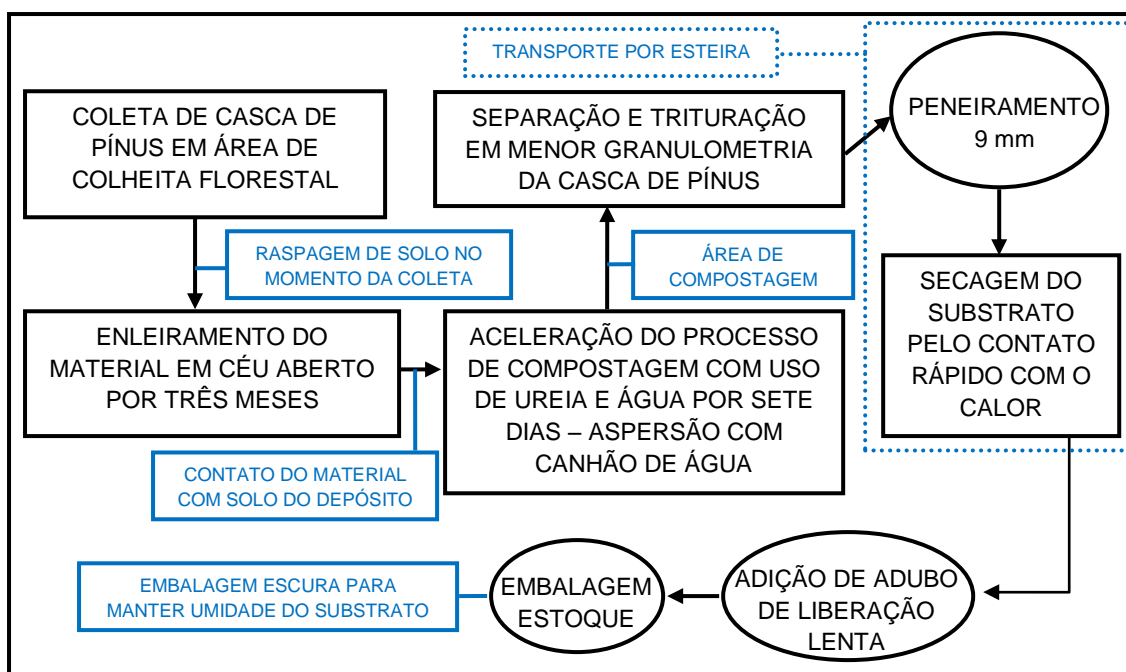 COLETA DE CASCA DE
PÍNUS EM ÁREA DE
COLHEITA FLORESTAL
RASPAGEM DE SOLO NO
MOMENTO DA COLETA
ENLEIRAMENTO DO
MATERIAL EM CÉU ABERTO
POR TRÊS MESES
CONTATO DO MATERIAL
COM SOLO DO DEPÓSITO
ACELERAÇÃO DO PROCESSO
DE COMPOSTAGEM COM USO
DE UREIA E ÁGUA POR SETE
DIAS – ASPERSÃO COM
CANHÃO DE ÁGUA
ÁREA DE
COMPOSTAGEM
SEPARAÇÃO E TRITURAÇÃO
EM MENOR GRANULOMETRIA
DA CASCA DE PÍNUS
TRANSPORTE POR ESTEIRA
PENEIRAMENTO
9 mm
SECAGEM DO
SUBSTRATO
PELO CONTATO
RÁPIDO COM O
CALOR
ADIÇÃO DE ADUBO
DE LIBERAÇÃO
LENTA
EMBALAGEM
ESTOQUE
EMBALAGEM ESCURA PARA
MANTER UMIDADE DO SUBSTRATO